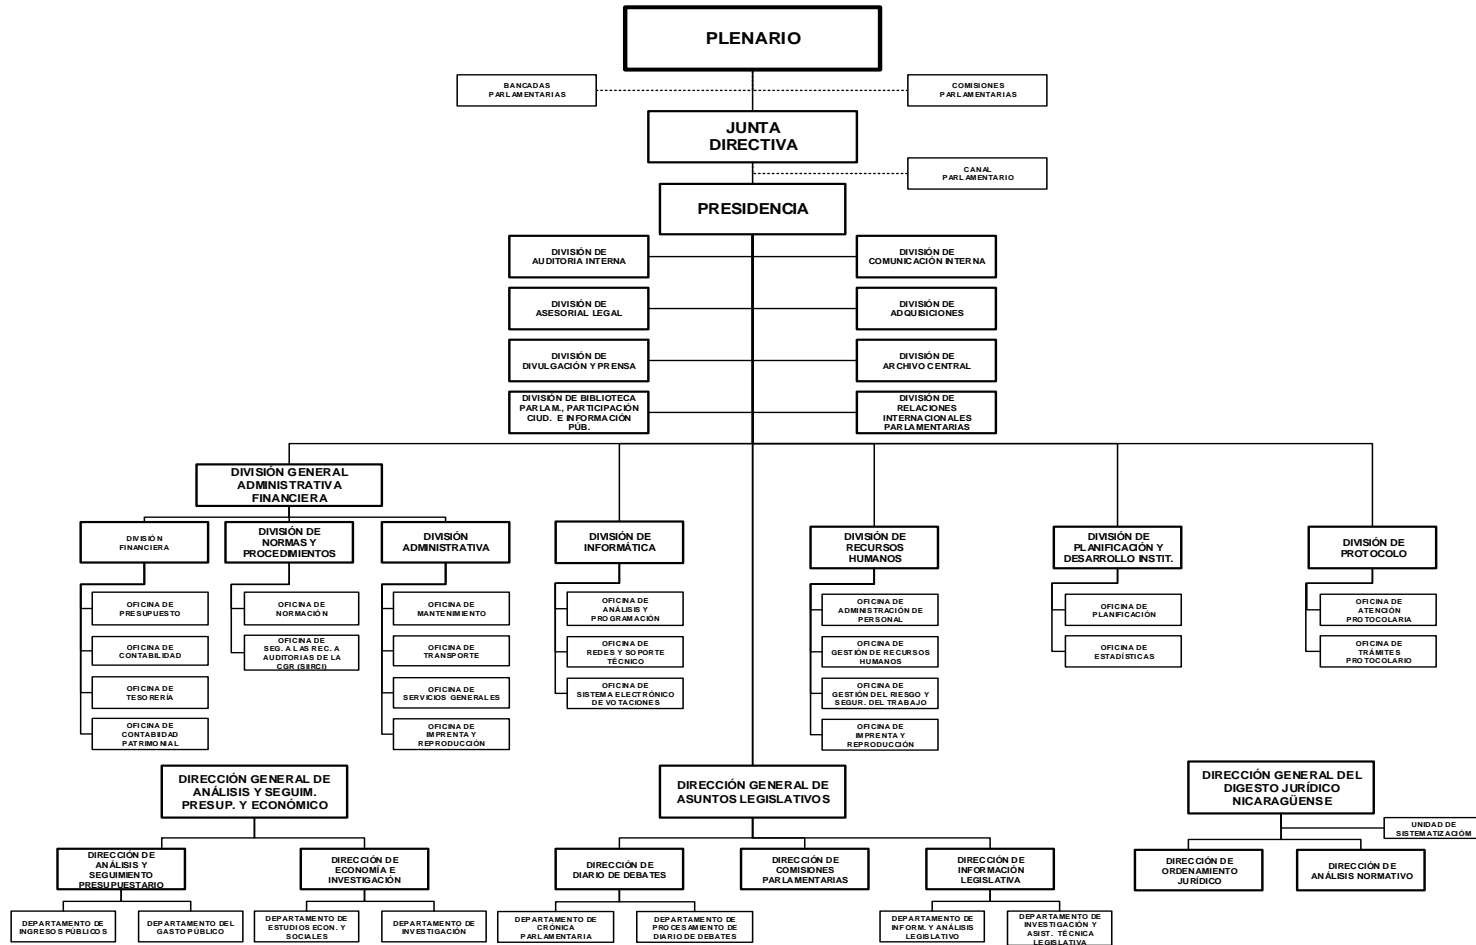 PLENARIO
BANCADAS
PARLAMENTARIAS
COMISIONES
PARLAMENTARIAS
JUNTA
DIRECTIVA
CANAL
PARLAMENTARIO
PRESIDENCIA
DIVISIÓN DE
AUDITORIA INTERNA
DIVISIÓN DE
COMUNICACIÓN INTERNA
DIVISIÓN DE
ASESORIAL LEGAL
DIVISIÓN DE
ADQUISICIONES
DIVISIÓN DE
DIVULGACIÓN Y PRENSA
DIVISIÓN DE
ARCHIVO CENTRAL
DIVISIÓN DE BIBLIOTECA
PARLAM., PARTICIPACIÓN
CIUD. E INFORMACIÓN
PÚB.
DIVISIÓN DE
RELACIONES
INTERNACIONALES
PARLAMENTARIAS
DIVISIÓN GENERAL
ADMINISTRATIVA
FINANCIERA
DIVISIÓN
FINANCIERA
DIVISIÓN DE
NORMAS Y
PROCEDIMIENTOS
DIVISIÓN
ADMINISTRATIVA
DIVISIÓN DE
INFORMÁTICA
DIVISIÓN DE
RECURSOS
HUMANOS
DIVISIÓN DE
PLANIFICACIÓN Y
DESARROLLO INSTIT.
DIVISIÓN DE
PROTOCOLO
OFICINA DE
PRESUPUESTO
OFICINA DE
NORMACIÓN
OFICINA DE
MANTENIMIENTO
OFICINA DE
ANÁLISIS Y
PROGRAMACIÓN
OFICINA DE
ADMINISTRACIÓN DE
PERSONAL
OFICINA DE
PLANIFICACIÓN
OFICINA DE
ATENCIÓN
PROTOCOLARIA
OFICINA DE
CONTABILIDAD
OFICINA DE
SEG. A LAS REC. A
AUDITORIAS DE LA
CGR (SIIRCI)
OFICINA DE
TRANSPORTE
OFICINA DE
REDES Y SOPORTE
TÉCNICO
OFICINA DE
GESTIÓN DE RECURSOS
HUMANOS
OFICINA DE
ESTADÍSTICAS
OFICINA DE
TRÁMITES
PROTOCOLARIO
OFICINA DE
TESORERÍA
OFICINA DE
SERVICIOS GENERALES
OFICINA DE
SISTEMA ELECTRÓNICO
DE VOTACIONES
OFICINA DE
GESTIÓN DEL RIESGO Y
SEGUR. DEL TRABAJO
OFICINA DE
CONTABIIDAD
PATRIMONIAL
OFICINA DE
IMPRENTA Y
REPRODUCCIÓN
OFICINA DE
IMPRENTA Y
REPRODUCCIÓN
DIRECCIÓN GENERAL DE
ANÁLISIS Y SEGUIM.
PRESUP. Y ECONÓMICO
DIRECCIÓN GENERAL DE
ASUNTOS LEGISLATIVOS
DIRECCIÓN GENERAL DEL
DIGESTO JURÍDICO
NICARAGÜENSE
UNIDAD DE
SISTEMATIZACIÓM
DIRECCIÓN DE
ANÁLISIS Y
SEGUIMIENTO
PRESUPUESTARIO
DIRECCIÓN DE
ECONOMÍA E
INVESTIGACIÓN
DIRECCIÓN DE
DIARIO DE DEBATES
DIRECCIÓN DE
COMISIONES
PARLAMENTARIAS
DIRECCIÓN DE
INFORMACIÓN
LEGISLATIVA
DIRECCIÓN DE
ORDENAMIENTO
JURÍDICO
DIRECCIÓN DE
ANÁLISIS NORMATIVO
DEPARTAMENTO DE
INGRESOS PÚBLICOS
DEPARTAMENTO DEL
GASTO PÚBLICO
DEPARTAMENTO DE
ESTUDIOS ECON. Y
SOCIALES
DEPARTAMENTO DE
INVESTIGACIÓN
DEPARTAMENTO DE
CRÓNICA
PARLAMENTARIA
DEPARTAMENTO DE
PROCESAMIENTO DE
DIARIO DE DEBATES
DEPARTAMENTO DE
INFORM. Y ANÁLISIS
LEGISLATIVO
DEPARTAMENTO DE
INVESTIGACIÓN Y
ASIST. TÉCNICA
LEGISLATIVA